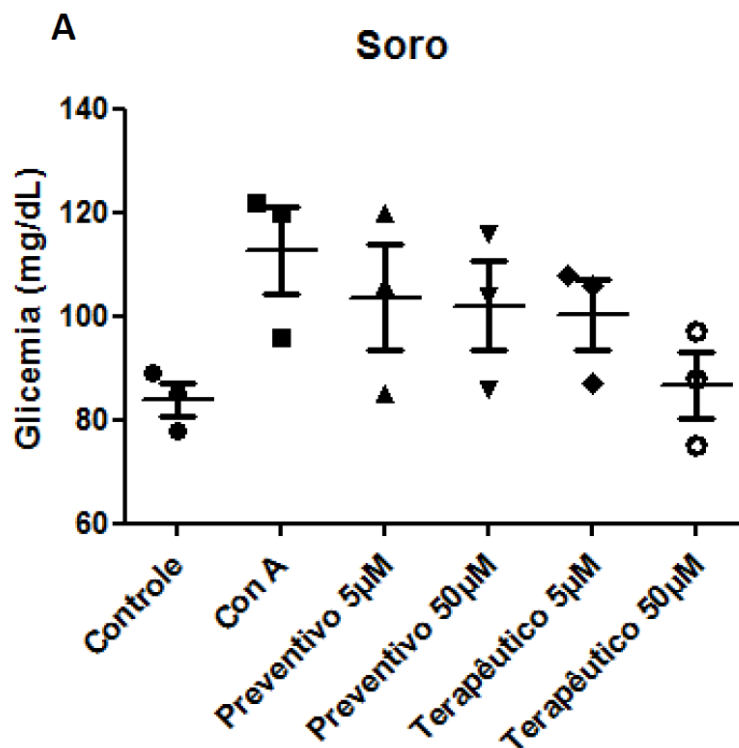 A
Soro
Glicemia (mg/dL)
140
120
100
80
60
Controle
Con A
Preventivo 5µM
Preventivo 50µM
Terapêutico 5µM
Terapêutico 50µM